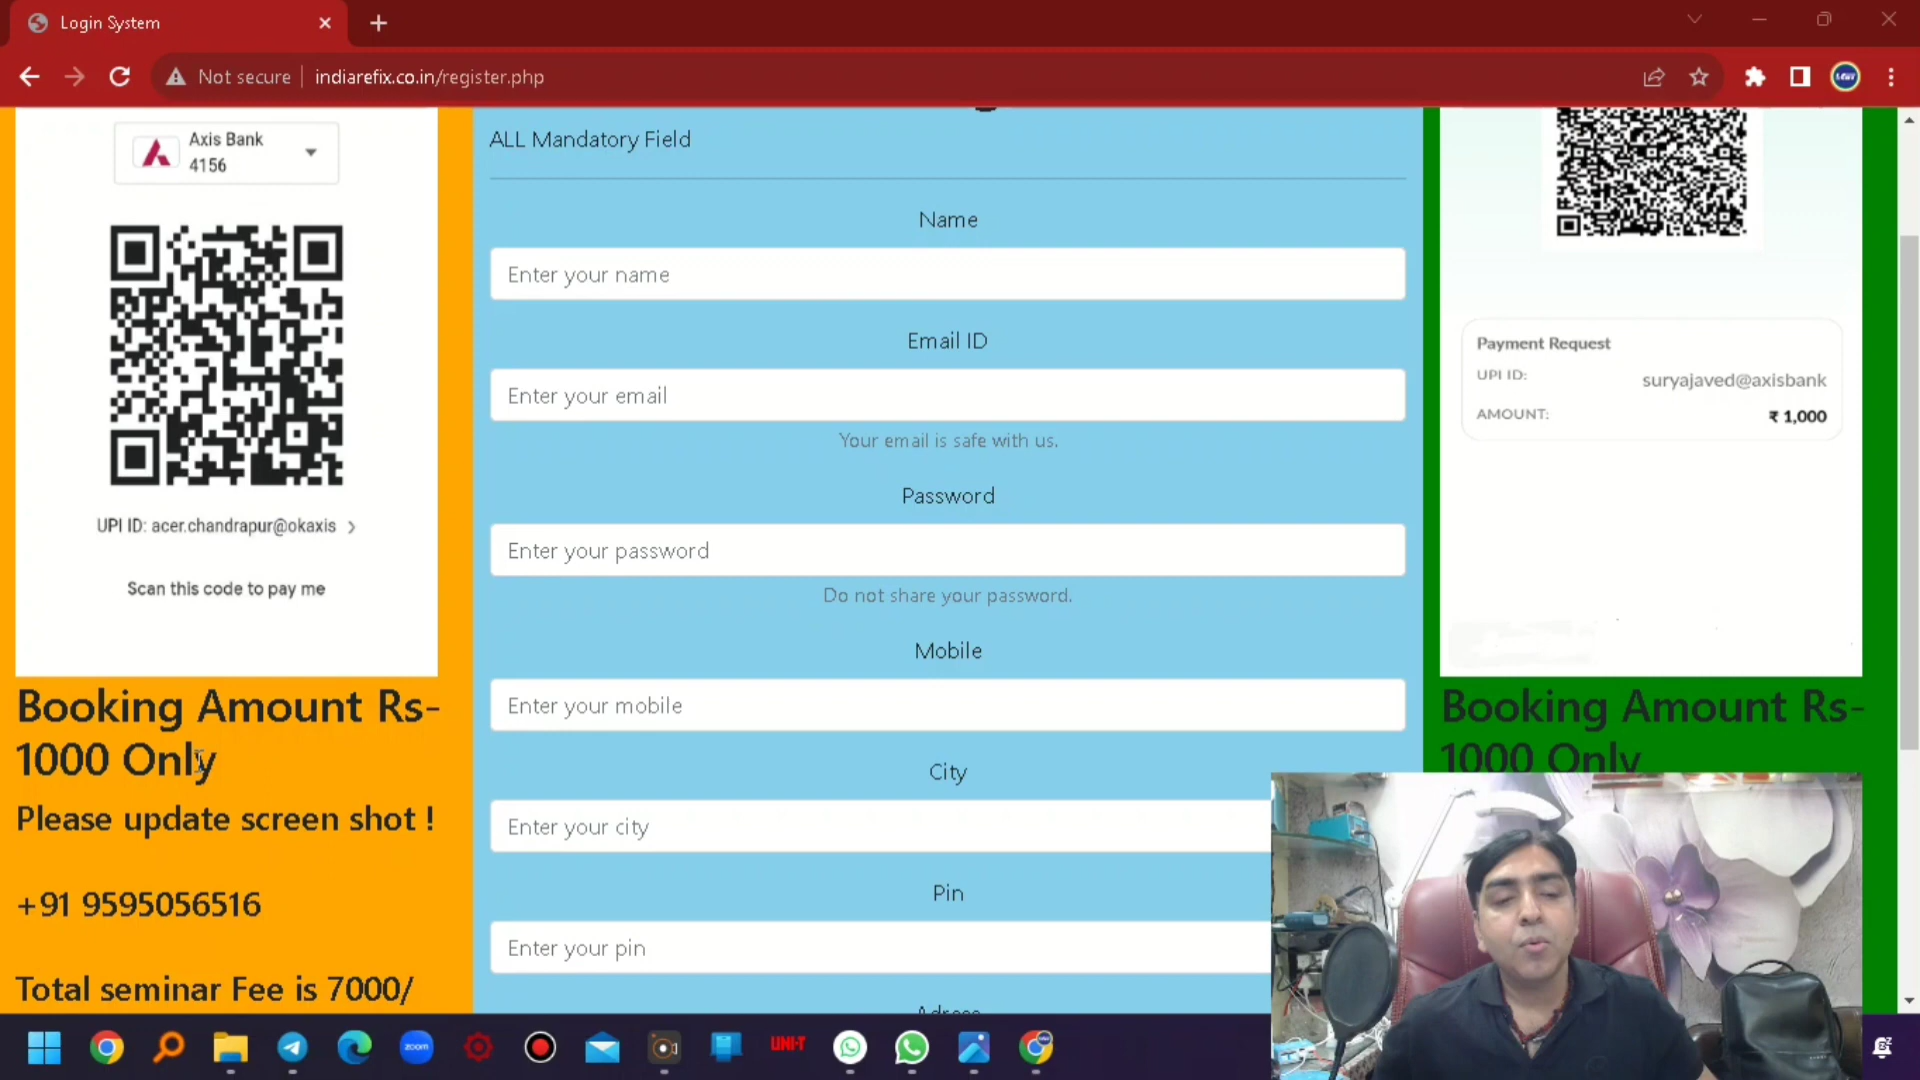 Login System
Not secure
indiarefix.co.in/register.php
Axis Bank
4156
UPI ID: acer.chandrapur@okaxis
Scan this code to pay me
Booking Amount Rs-
1000 Only
Please update screen shot !
+91 9595056516
Total seminar Fee is 7000/
ALL Mandatory Field
Name
Enter your name
Email ID
Enter your email
Your email is safe with us.
Password
Enter your password
Do not share your password.
Mobile
Enter your mobile
City
Enter your city
Pin
Enter your pin
Adress
Payment Request
UPI ID:
suryajaved@axisbank
AMOUNT:
₹ 1,000
Booking Amount Rs-
1000 Only
zoom
UNIT